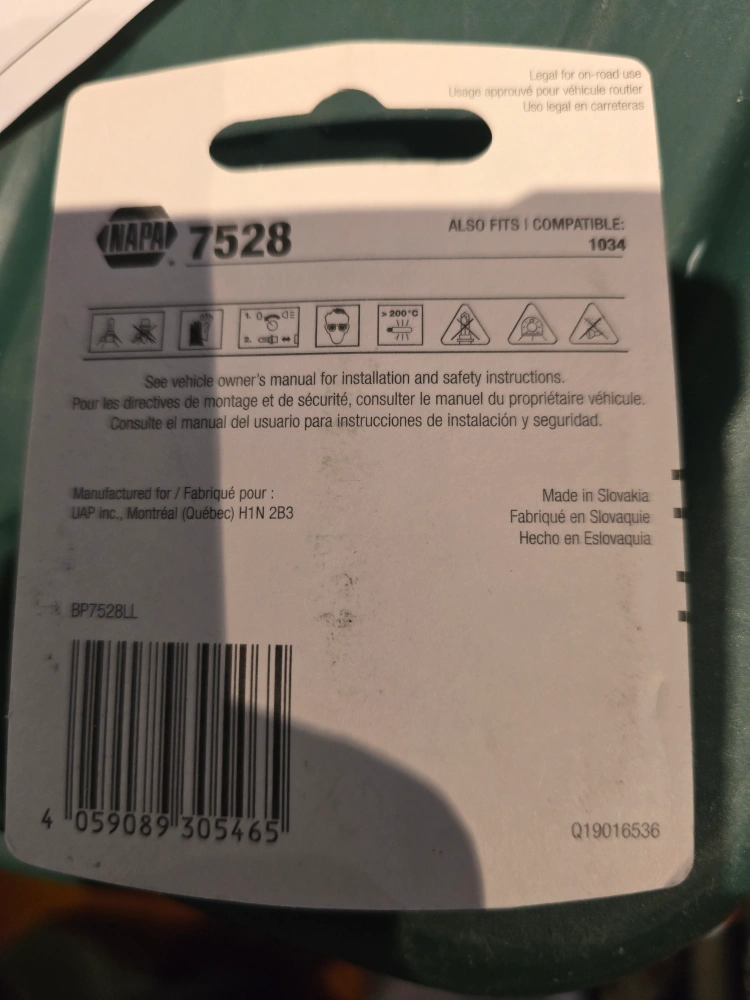 Legal for on-road use
Usage approuvé pour véhicule routier
Uso legal en carreteras
NAPA 7528
ALSO FITS | COMPATIBLE:
1034
1. 0
2.
> 200°C
See vehicle owner's manual for installation and safety instructions.
Pour les directives de montage et de sécurité, consulter le manuel du propriétaire véhicule.
Consulte el manual del usuario para instrucciones de instalación y seguridad.
Manufactured for / Fabriqué pour :
UAP inc., Montréal (Québec) H1N 2B3
Made in Slovakia
Fabriqué en Slovaquie
Hecho en Eslovaquia
BP7528LL
4 059089 305465
Q19016536